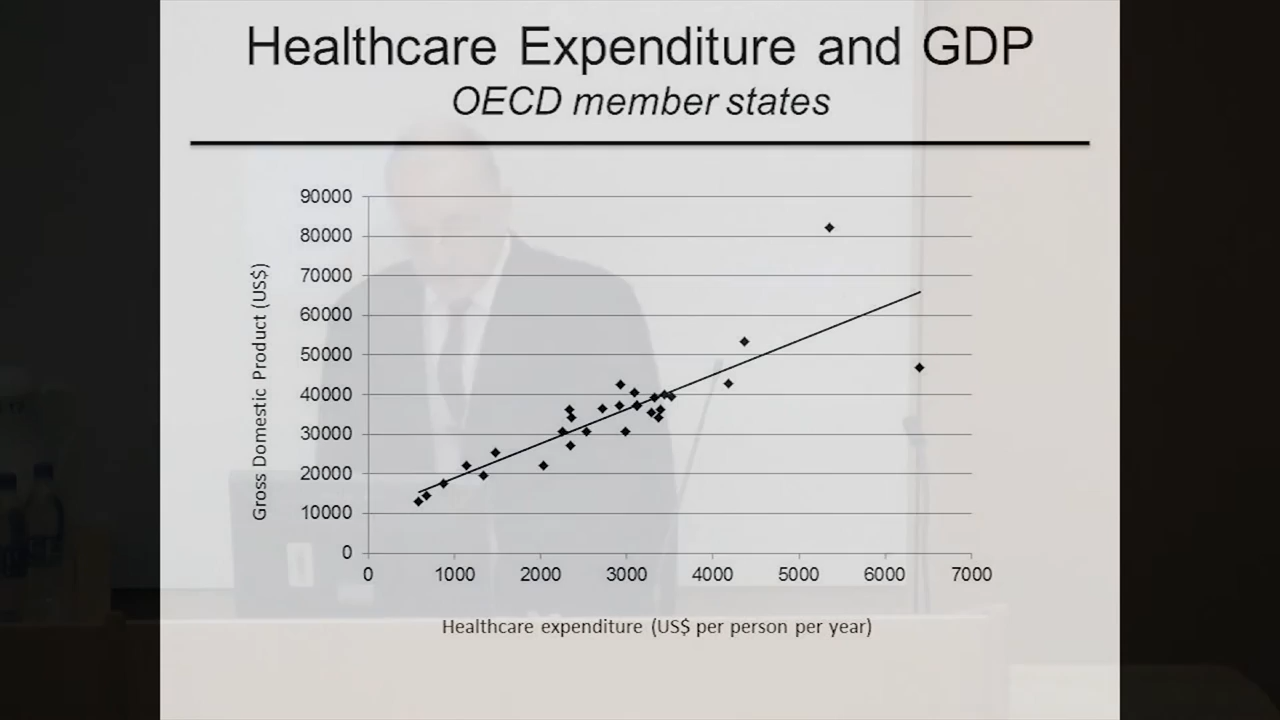 Healthcare Expenditure and GDP
OECD member states
Gross Domestic Product (US$)
90000
80000
70000
60000
50000
40000
30000
20000
10000
0
0 1000 2000 3000 4000 5000 6000 7000
Healthcare expenditure (US$ per person per year)